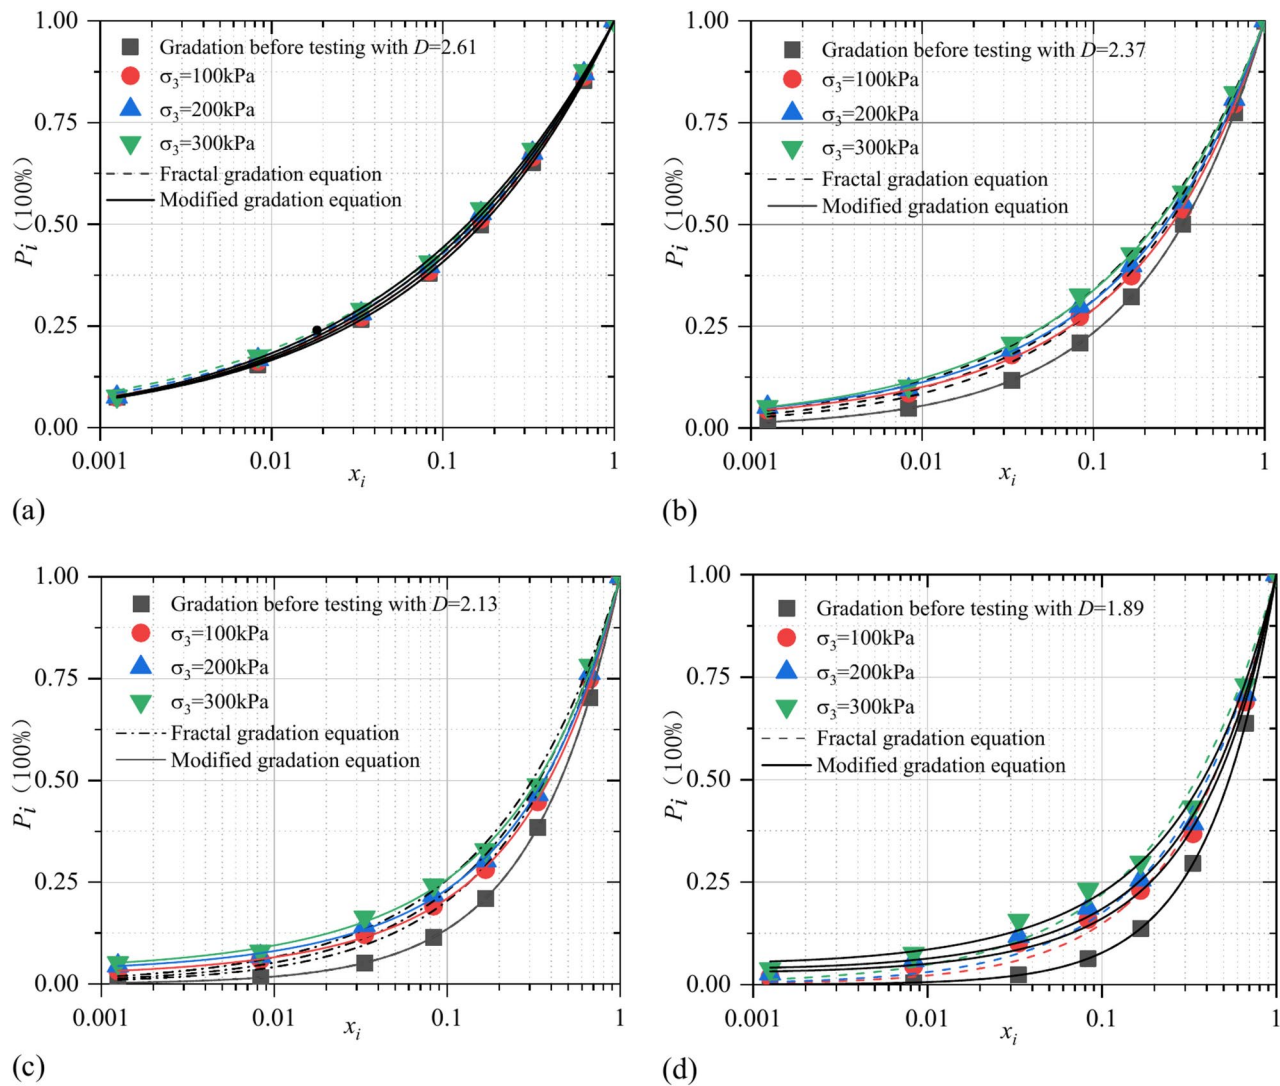 1.00
Gradation before testing with D=2.61
σ3=100kPa
0.75
σ3=200kPa
σ3=300kPa
Fractal gradation equation
Modified gradation equation
Pi (100%)
0.50
0.25
0.00
0.001 0.01 0.1 1
xi
(a)
1.00
Gradation before testing with D=2.37
σ3=100kPa
0.75
σ3=200kPa
σ3=300kPa
Fractal gradation equation
Modified gradation equation
Pi (100%)
0.50
0.25
0.00
0.001 0.01 0.1 1
xi
(b)
1.00
Gradation before testing with D=2.13
σ3=100kPa
0.75
σ3=200kPa
σ3=300kPa
Fractal gradation equation
Modified gradation equation
Pi (100%)
0.50
0.25
0.00
0.001 0.01 0.1 1
xi
(c)
1.00
Gradation before testing with D=1.89
σ3=100kPa
0.75
σ3=200kPa
σ3=300kPa
Fractal gradation equation
Modified gradation equation
Pi (100%)
0.50
0.25
0.00
0.001 0.01 0.1 1
xi
(d)